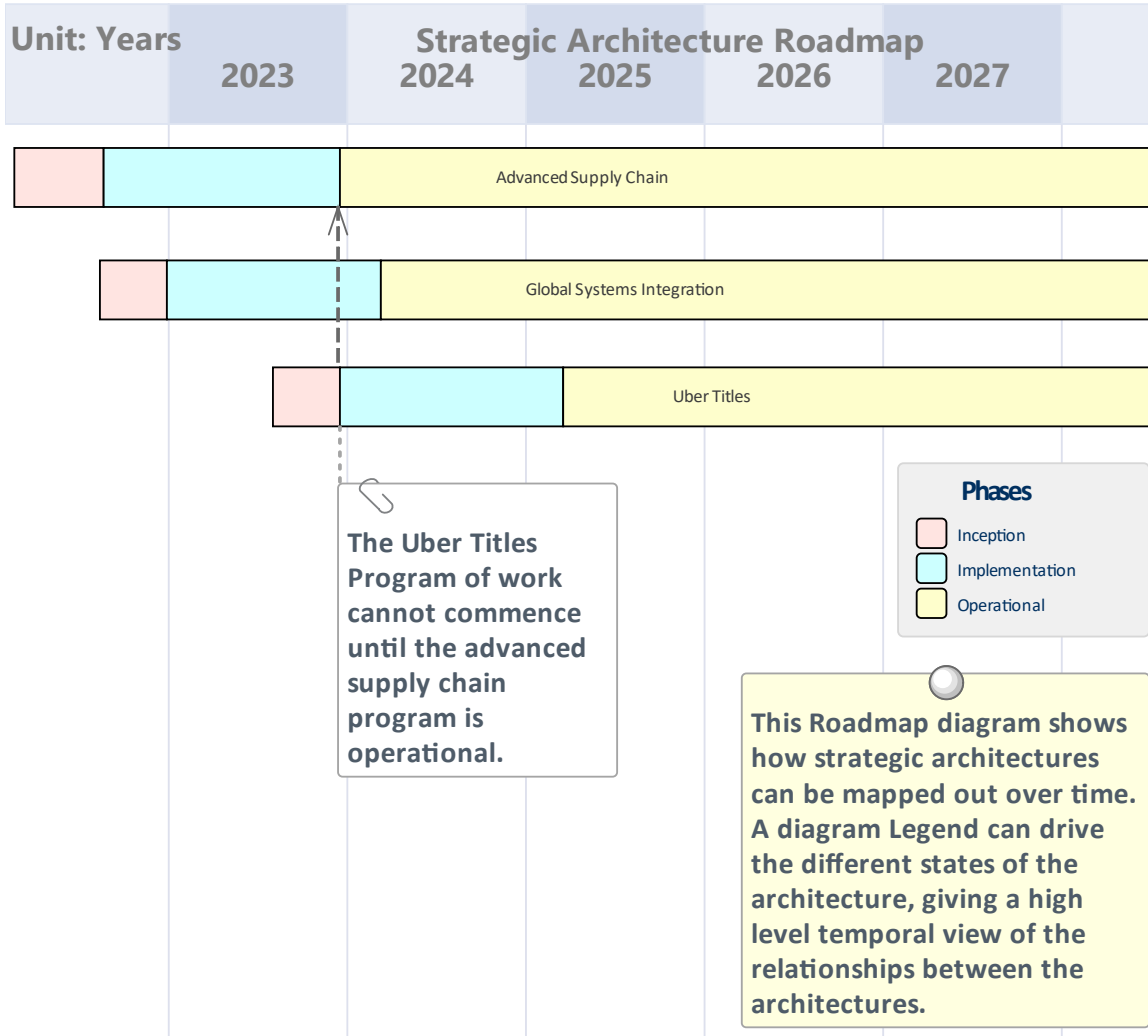 Unit: Years
Strategic Architecture Roadmap
2023
2024
2025
2026
2027
Advanced Supply Chain
Global Systems Integration
Uber Titles
Phases
Inception
Implementation
Operational
The Uber Titles
Program of work
cannot commence
until the advanced
supply chain
program is
operational.
This Roadmap diagram shows
how strategic architectures
can be mapped out over time.
A diagram Legend can drive
the different states of the
architecture, giving a high
level temporal view of the
relationships between the
architectures.